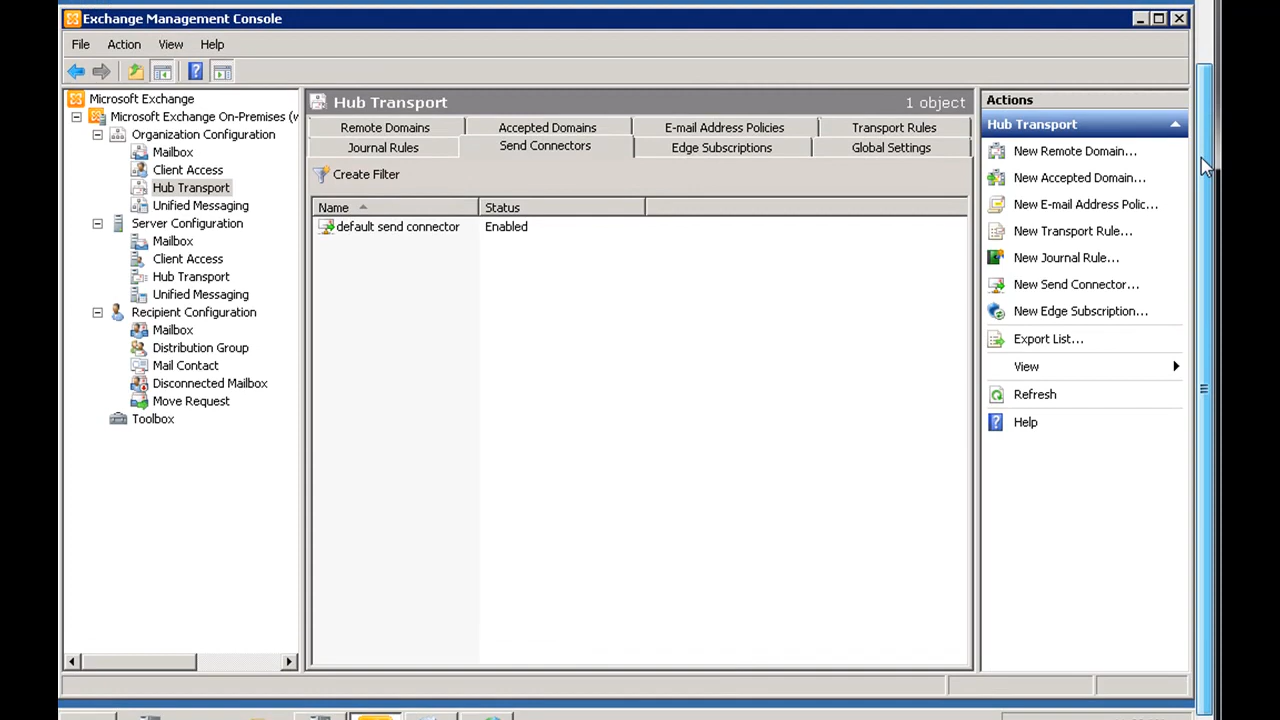 Exchange Management Console
File Action View Help
Microsoft Exchange
Microsoft Exchange On-Premises (w
Organization Configuration
Mailbox
Client Access
Hub Transport
Unified Messaging
Server Configuration
Mailbox
Client Access
Hub Transport
Unified Messaging
Recipient Configuration
Mailbox
Distribution Group
Mail Contact
Disconnected Mailbox
Move Request
Toolbox
Hub Transport 1 object
Remote Domains Accepted Domains E-mail Address Policies Transport Rules
Journal Rules Send Connectors Edge Subscriptions Global Settings
Create Filter
Name Status
default send connector Enabled
Actions
Hub Transport
New Remote Domain...
New Accepted Domain...
New E-mail Address Polic...
New Transport Rule...
New Journal Rule...
New Send Connector...
New Edge Subscription...
Export List...
View
Refresh
Help